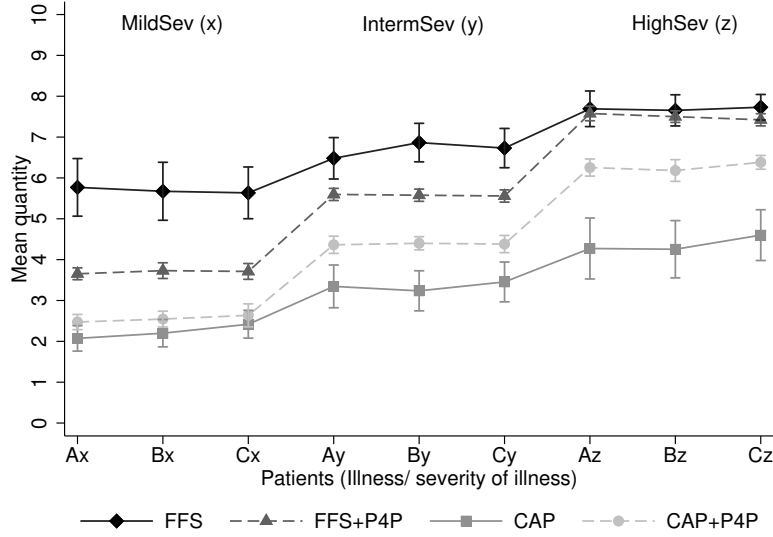 MildSev (x) IntermSev (y) HighSev (z)
Mean quantity
10
9
8
7
6
5
4
3
2
1
0
Ax Bx Cx Ay By Cy Az Bz Cz
Patients (Illness/ severity of illness)
FFS FFS+P4P CAP CAP+P4P